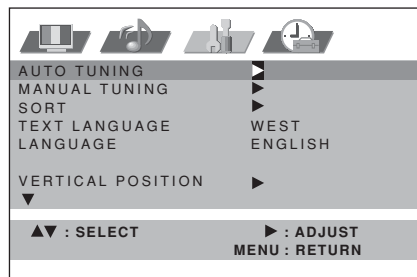 AUTO TUNING ▶
MANUAL TUNING ▶
SORT ▶
TEXT LANGUAGE WEST
LANGUAGE ENGLISH
VERTICAL POSITION ▶
▼
▲▼ : SELECT ▶ : ADJUST
MENU : RETURN